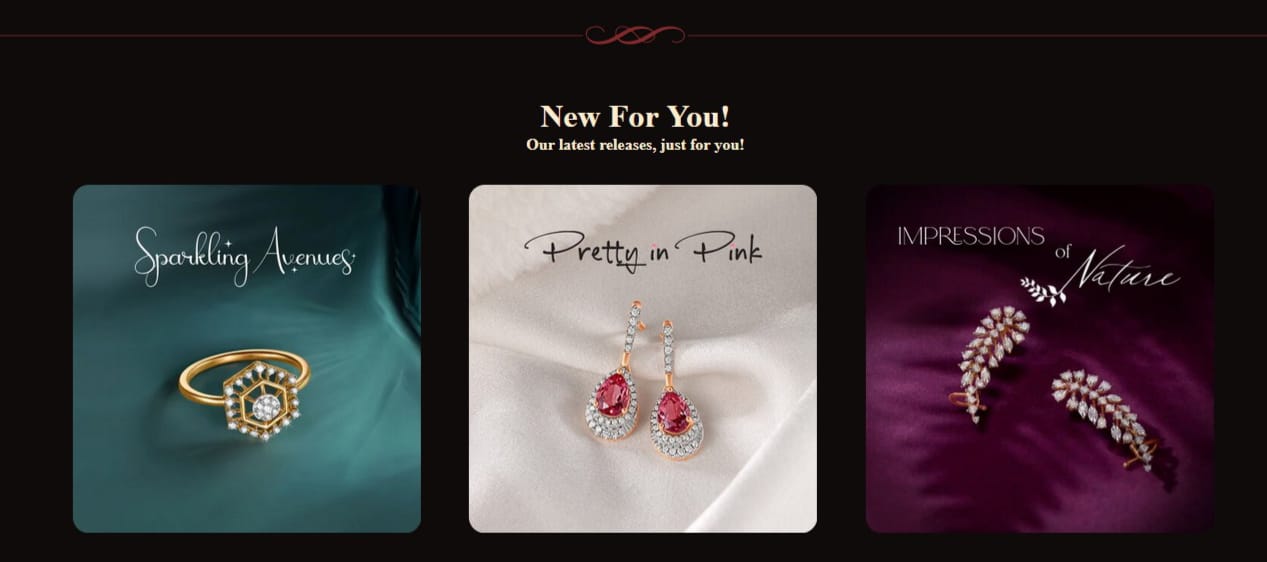 New For You!
Our latest releases, just for you!
Sparkling Avenues
Pretty in Pink
IMPRESSIONS
of
Nature